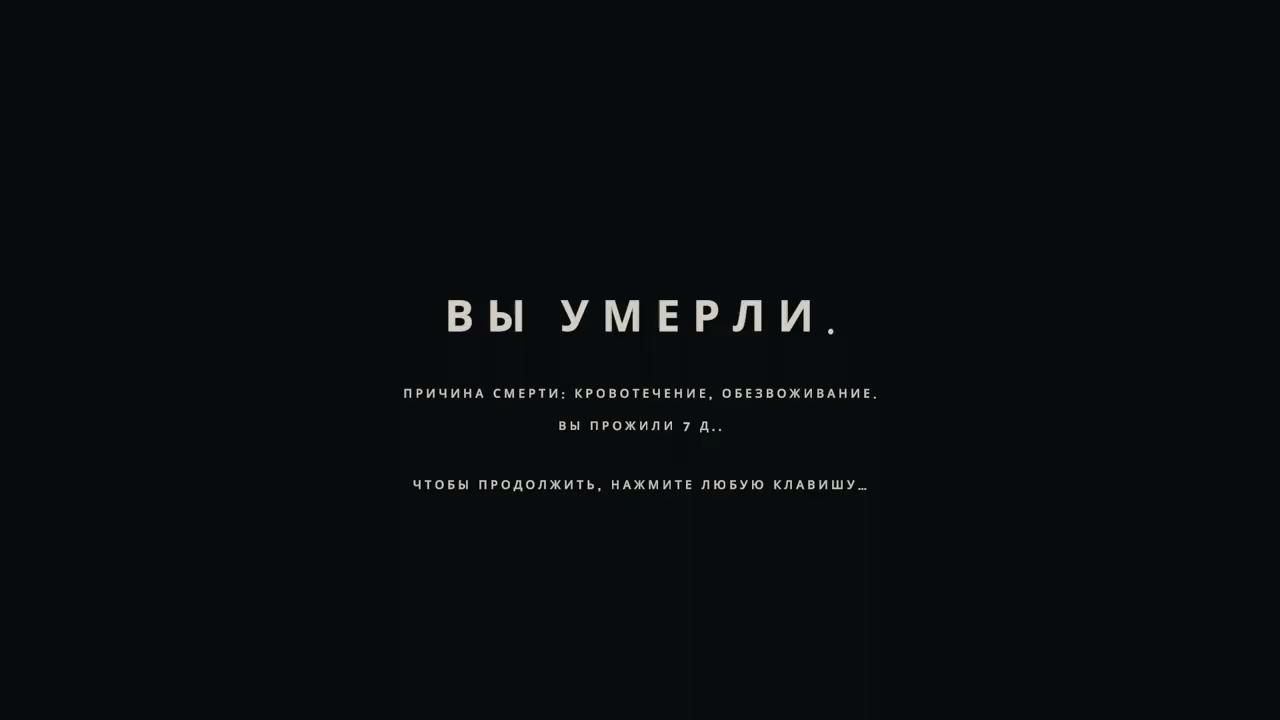 ВЫ УМЕРЛИ.
ПРИЧИНА СМЕРТИ: КРОВОТЕЧЕНИЕ, ОБЕЗВОЖИВАНИЕ.
ВЫ ПРОЖИЛИ 7 Д..
ЧТОБЫ ПРОДОЛЖИТЬ, НАЖМИТЕ ЛЮБУЮ КЛАВИШУ…